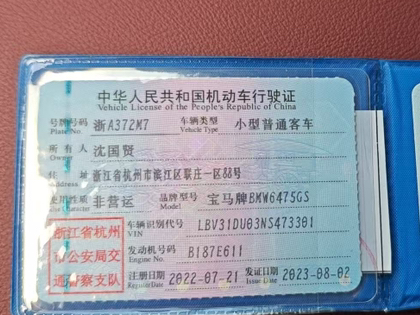 中华人民共和国机动车行驶证
Vehicle License of the People's Republic of China
号牌号码 浙A372M7 车辆类型 小型普通客车
Plate No. Vehicle Type
所有人 沈国贤
Owner
住址 浙江省杭州市滨江区联庄一区88号
Address
非营运 品牌型号 宝马牌BMW6475GS
Use Character Model
浙江省杭州 车辆识别代号 LBV31DU03NS473301
VIN
市公安局交 发动机号码 B187E611
Engine No.
通警察支队 注册日期 2022-07-21 发证日期 2023-08-02
Register Date Issue Date